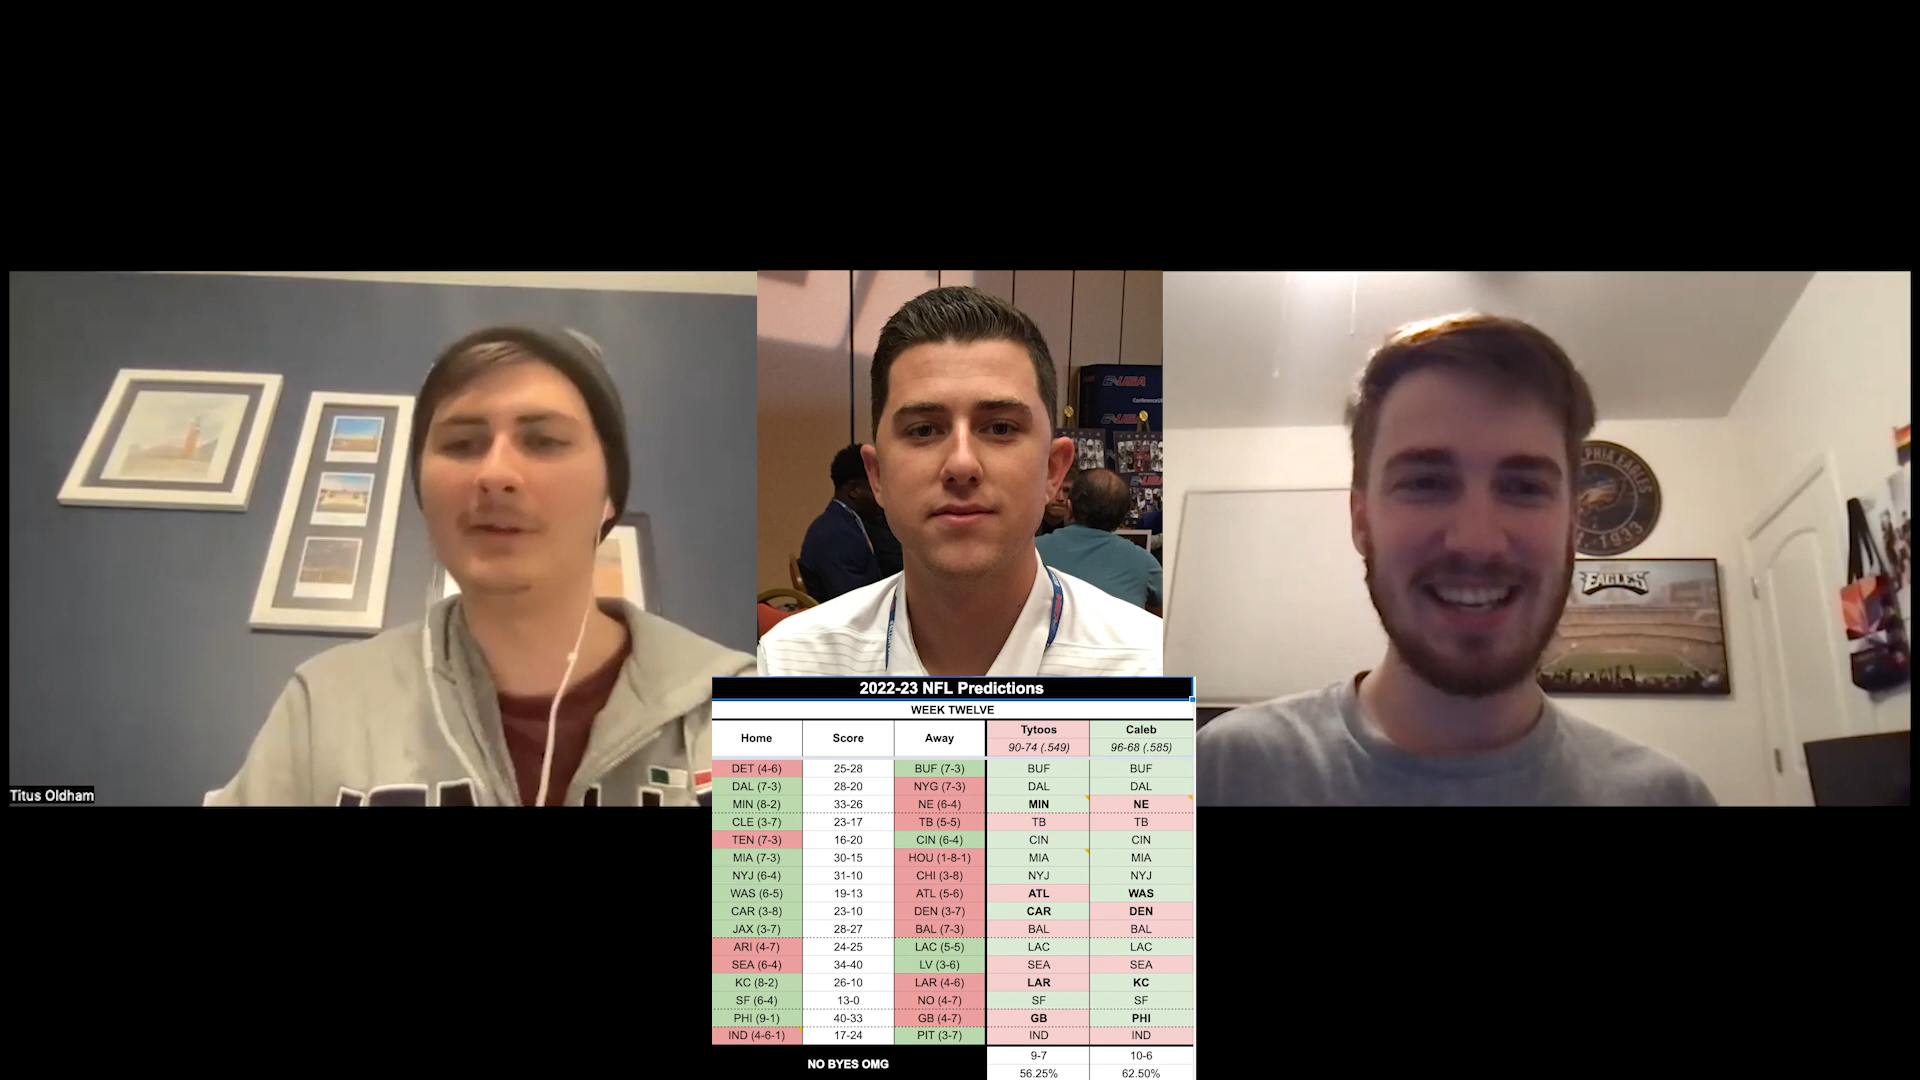 USA
USA
PHIA EAGLES
-1933
EAGLES
Titus Oldham
2022-23 NFL Predictions
WEEK TWELVE
Home Score Away Tytoos Caleb
90-74 (.549) 96-68 (.585)
DET (4-6) 25-28 BUF (7-3) BUF BUF
DAL (7-3) 28-20 NYG (7-3) DAL DAL
MIN (8-2) 33-26 NE (6-4) MIN NE
CLE (3-7) 23-17 TB (5-5) TB TB
TEN (7-3) 16-20 CIN (6-4) CIN CIN
MIA (7-3) 30-15 HOU (1-8-1) MIA MIA
NYJ (6-4) 31-10 CHI (3-8) NYJ NYJ
WAS (6-5) 19-13 ATL (5-6) ATL WAS
CAR (3-8) 23-10 DEN (3-7) CAR DEN
JAX (3-7) 28-27 BAL (7-3) BAL BAL
ARI (4-7) 24-25 LAC (5-5) LAC LAC
SEA (6-4) 34-40 LV (3-6) SEA SEA
KC (8-2) 26-10 LAR (4-6) LAR KC
SF (6-4) 13-0 NO (4-7) SF SF
PHI (9-1) 40-33 GB (4-7) GB PHI
IND (4-6-1) 17-24 PIT (3-7) IND IND
NO BYES OMG
9-7 10-6
56.25% 62.50%